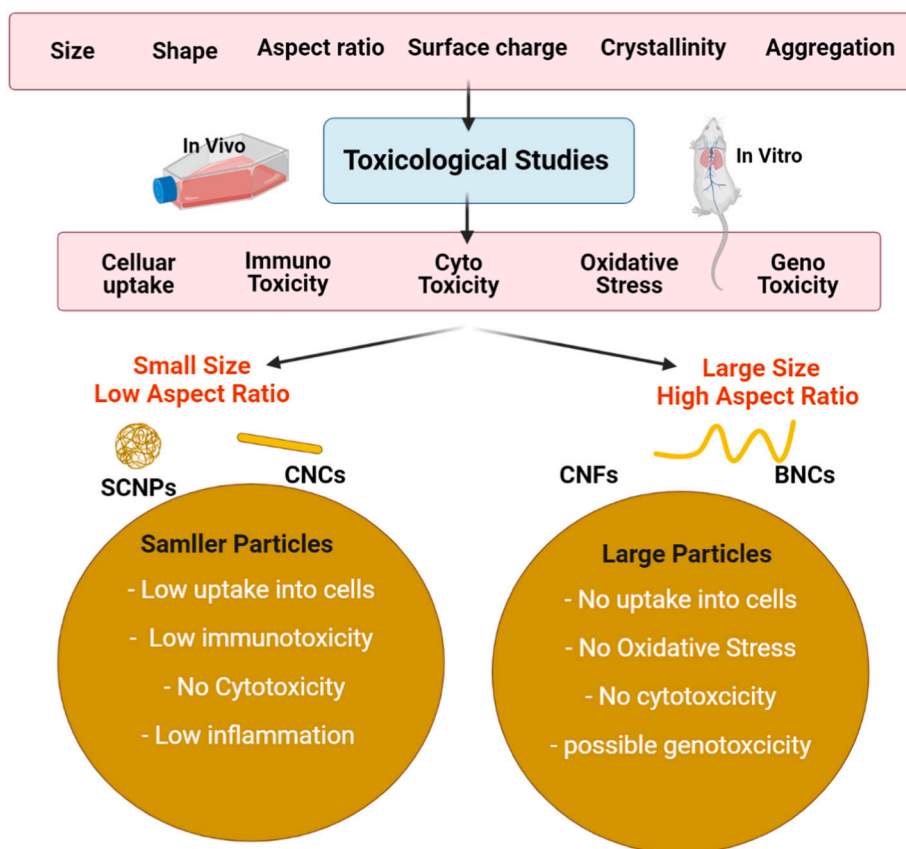 Size Shape Aspect ratio Surface charge Crystallinity Aggregation
In Vivo
Toxicological Studies
In Vitro
Celluar
uptake
Immuno
Toxicity
Cyto
Toxicity
Oxidative
Stress
Geno
Toxicity
Small Size
Low Aspect Ratio
Large Size
High Aspect Ratio
SCNPs
CNCs
CNFs
BNCs
Samller Particles
- Low uptake into cells
- Low immunotoxicity
- No Cytotoxicity
- Low inflammation
Large Particles
- No uptake into cells
- No Oxidative Stress
- No cytotoxcicity
- possible genotoxcicity